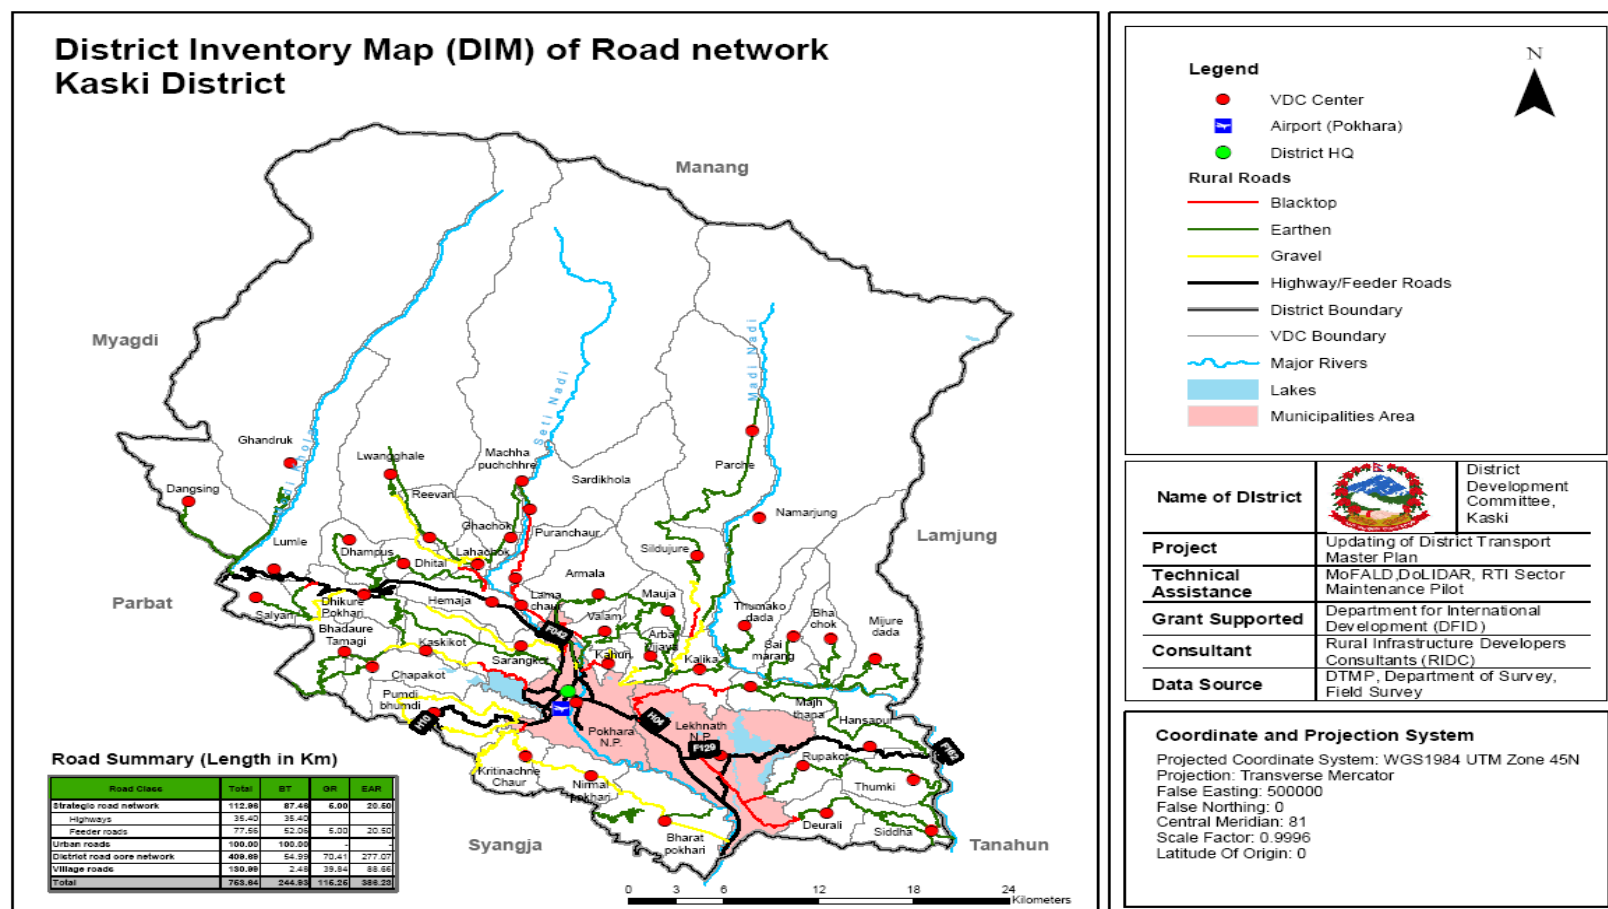 District Inventory Map (DIM) of Road network
Kaski District
Manang
Myagdi
Parbat
Syangja
Tanahun
Lamjung
Seti Nadi
Madi Nadi
Ghandruk
Dangsing
Lumle
Lwangghale
Reevan
Machha
puchchhre
Sardikhola
Parche
Namarjung
Ghachok
Puranchaur
Sildujure
Dhampus
Dhital
Lahachok
Armala
Salyan
Dhikure
Pokhari
Hemaja
Lama
chaur
Mauja
Valam
Thumako
dada
Bha
chok
Mijure
dada
Bhadaure
Tamagi
Kaskikot
Sarangkot
Kahun
Arba
Vijaya
Kalika
Sai
marang
Chapakot
Pumdi
bhumdi
Majh
thana
Hansapur
Pokhara
N.P.
Lekhnath
N.P.
Rupakot
Kritinachne
Chaur
Nirmal
pokhari
Thumki
Bharat
pokhari
Deurali
Siddha
F042
H04
F129
Road Summary (Length in Km)
Road Class Total BT GR EAR
Strategic road network 112.96 87.46 5.00 20.50
Highways 35.40 35.40
Feeder roads 77.56 52.06 5.00 20.50
Urban roads 100.00 100.00 - -
District road core network 54.99 70.41 277.07
Village roads 130.99 2.48 39.84 88.66
Total 244.93 115.25 386.23
0 3 6 12 18 24
Kilometers
N
Legend
VDC Center
Airport (Pokhara)
District HQ
Rural Roads
Blacktop
Earthen
Gravel
Highway/Feeder Roads
District Boundary
VDC Boundary
Major Rivers
Lakes
Municipalities Area
Name of District
District
Development
Committee,
Kaski
Project
Updating of District Transport
Master Plan
Technical
Assistance
MoFALD,DoLIDAR, RTI Sector
Maintenance Pilot
Grant Supported
Department for International
Development (DFID)
Consultant
Rural Infrastructure Developers
Consultants (RIDC)
Data Source
DTMP, Department of Survey,
Field Survey
Coordinate and Projection System
Projected Coordinate System: WGS1984 UTM Zone 45N
Projection: Transverse Mercator
False Easting: 500000
False Northing: 0
Central Meridian: 81
Scale Factor: 0.9996
Latitude Of Origin: 0